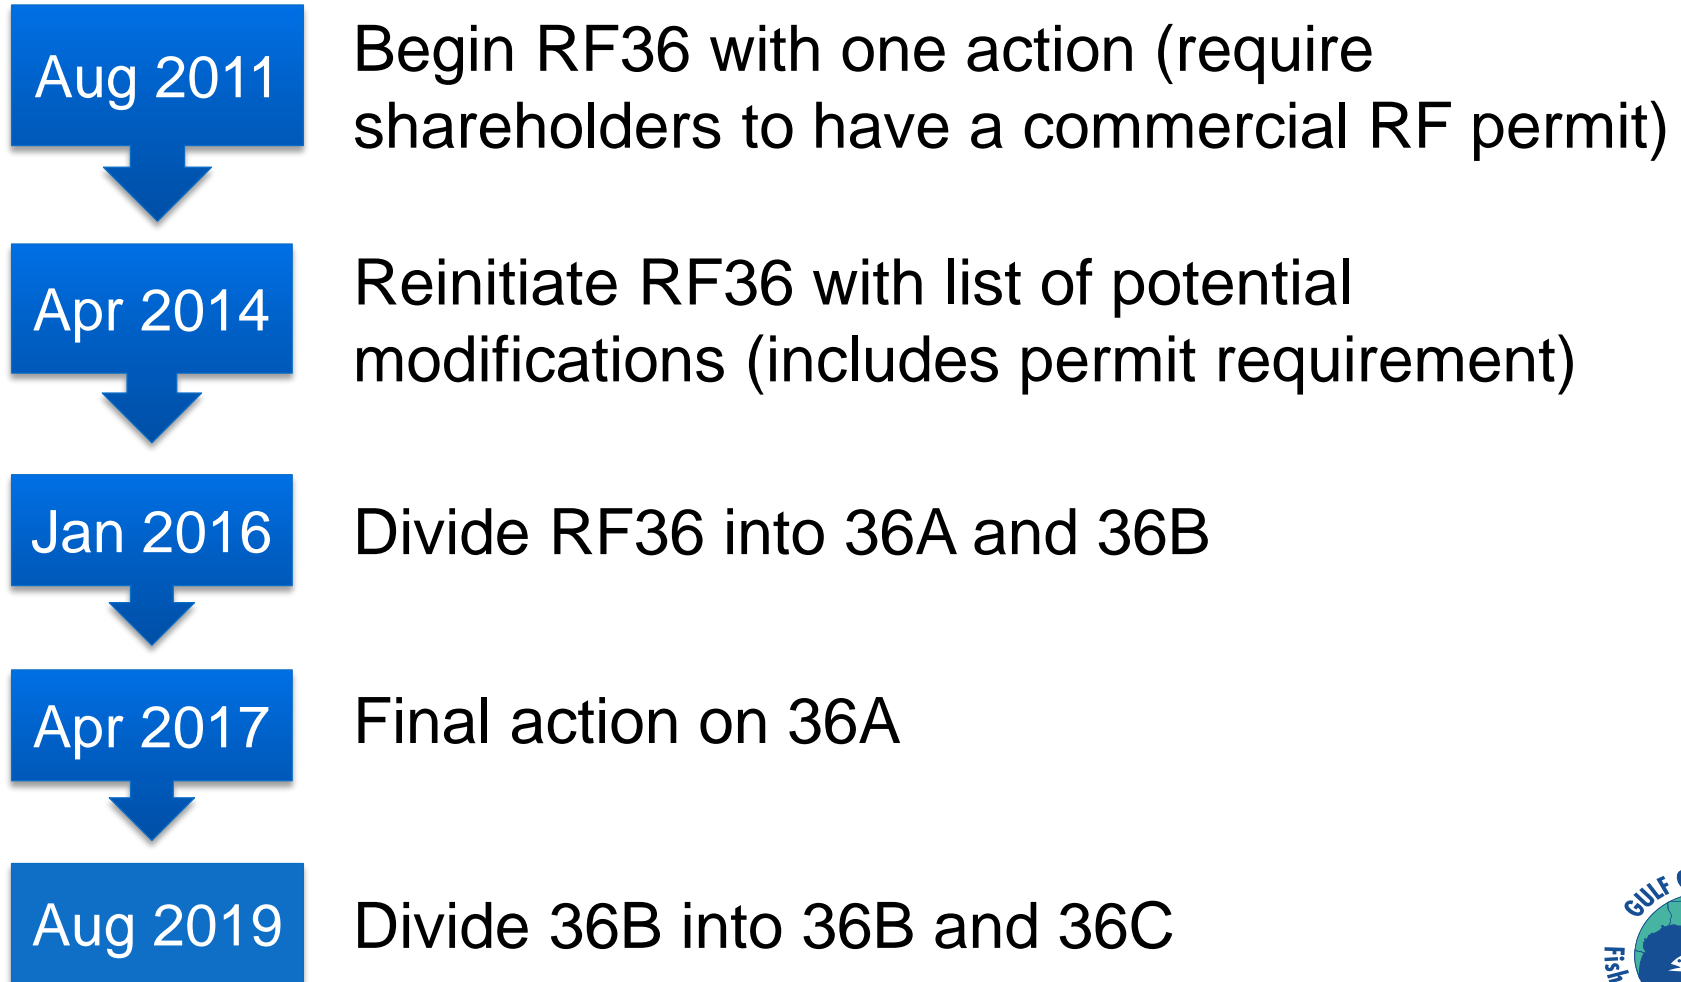 Aug 2011
Begin RF36 with one action (require
shareholders to have a commercial RF permit)
Apr 2014
Reinitiate RF36 with list of potential
modifications (includes permit requirement)
Jan 2016
Divide RF36 into 36A and 36B
Apr 2017
Final action on 36A
Aug 2019
Divide 36B into 36B and 36C
GULF
Fish